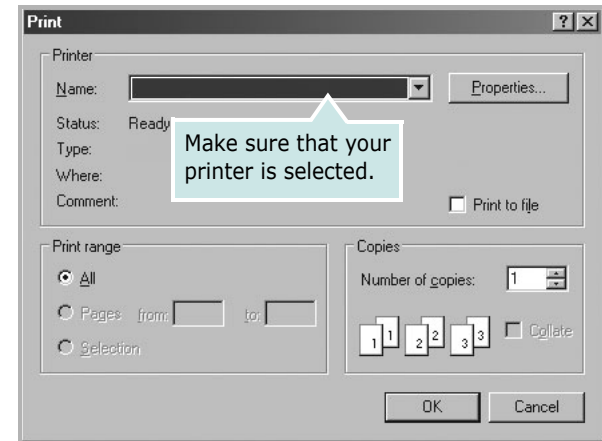 Print
Printer
Name:
Properties...
Status: Ready
Type:
Where:
Comment:
Make sure that your
printer is selected.
Print to file
Print range
All
Pages from: to:
Selection
Copies
Number of copies: 1
1 1 2 2 3 3 Collate
OK Cancel